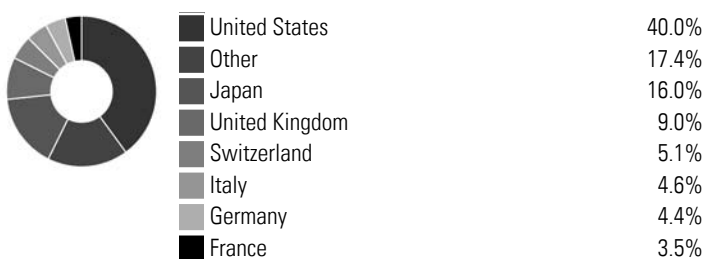 United States 40.0%
Other 17.4%
Japan 16.0%
United Kingdom 9.0%
Switzerland 5.1%
Italy 4.6%
Germany 4.4%
France 3.5%